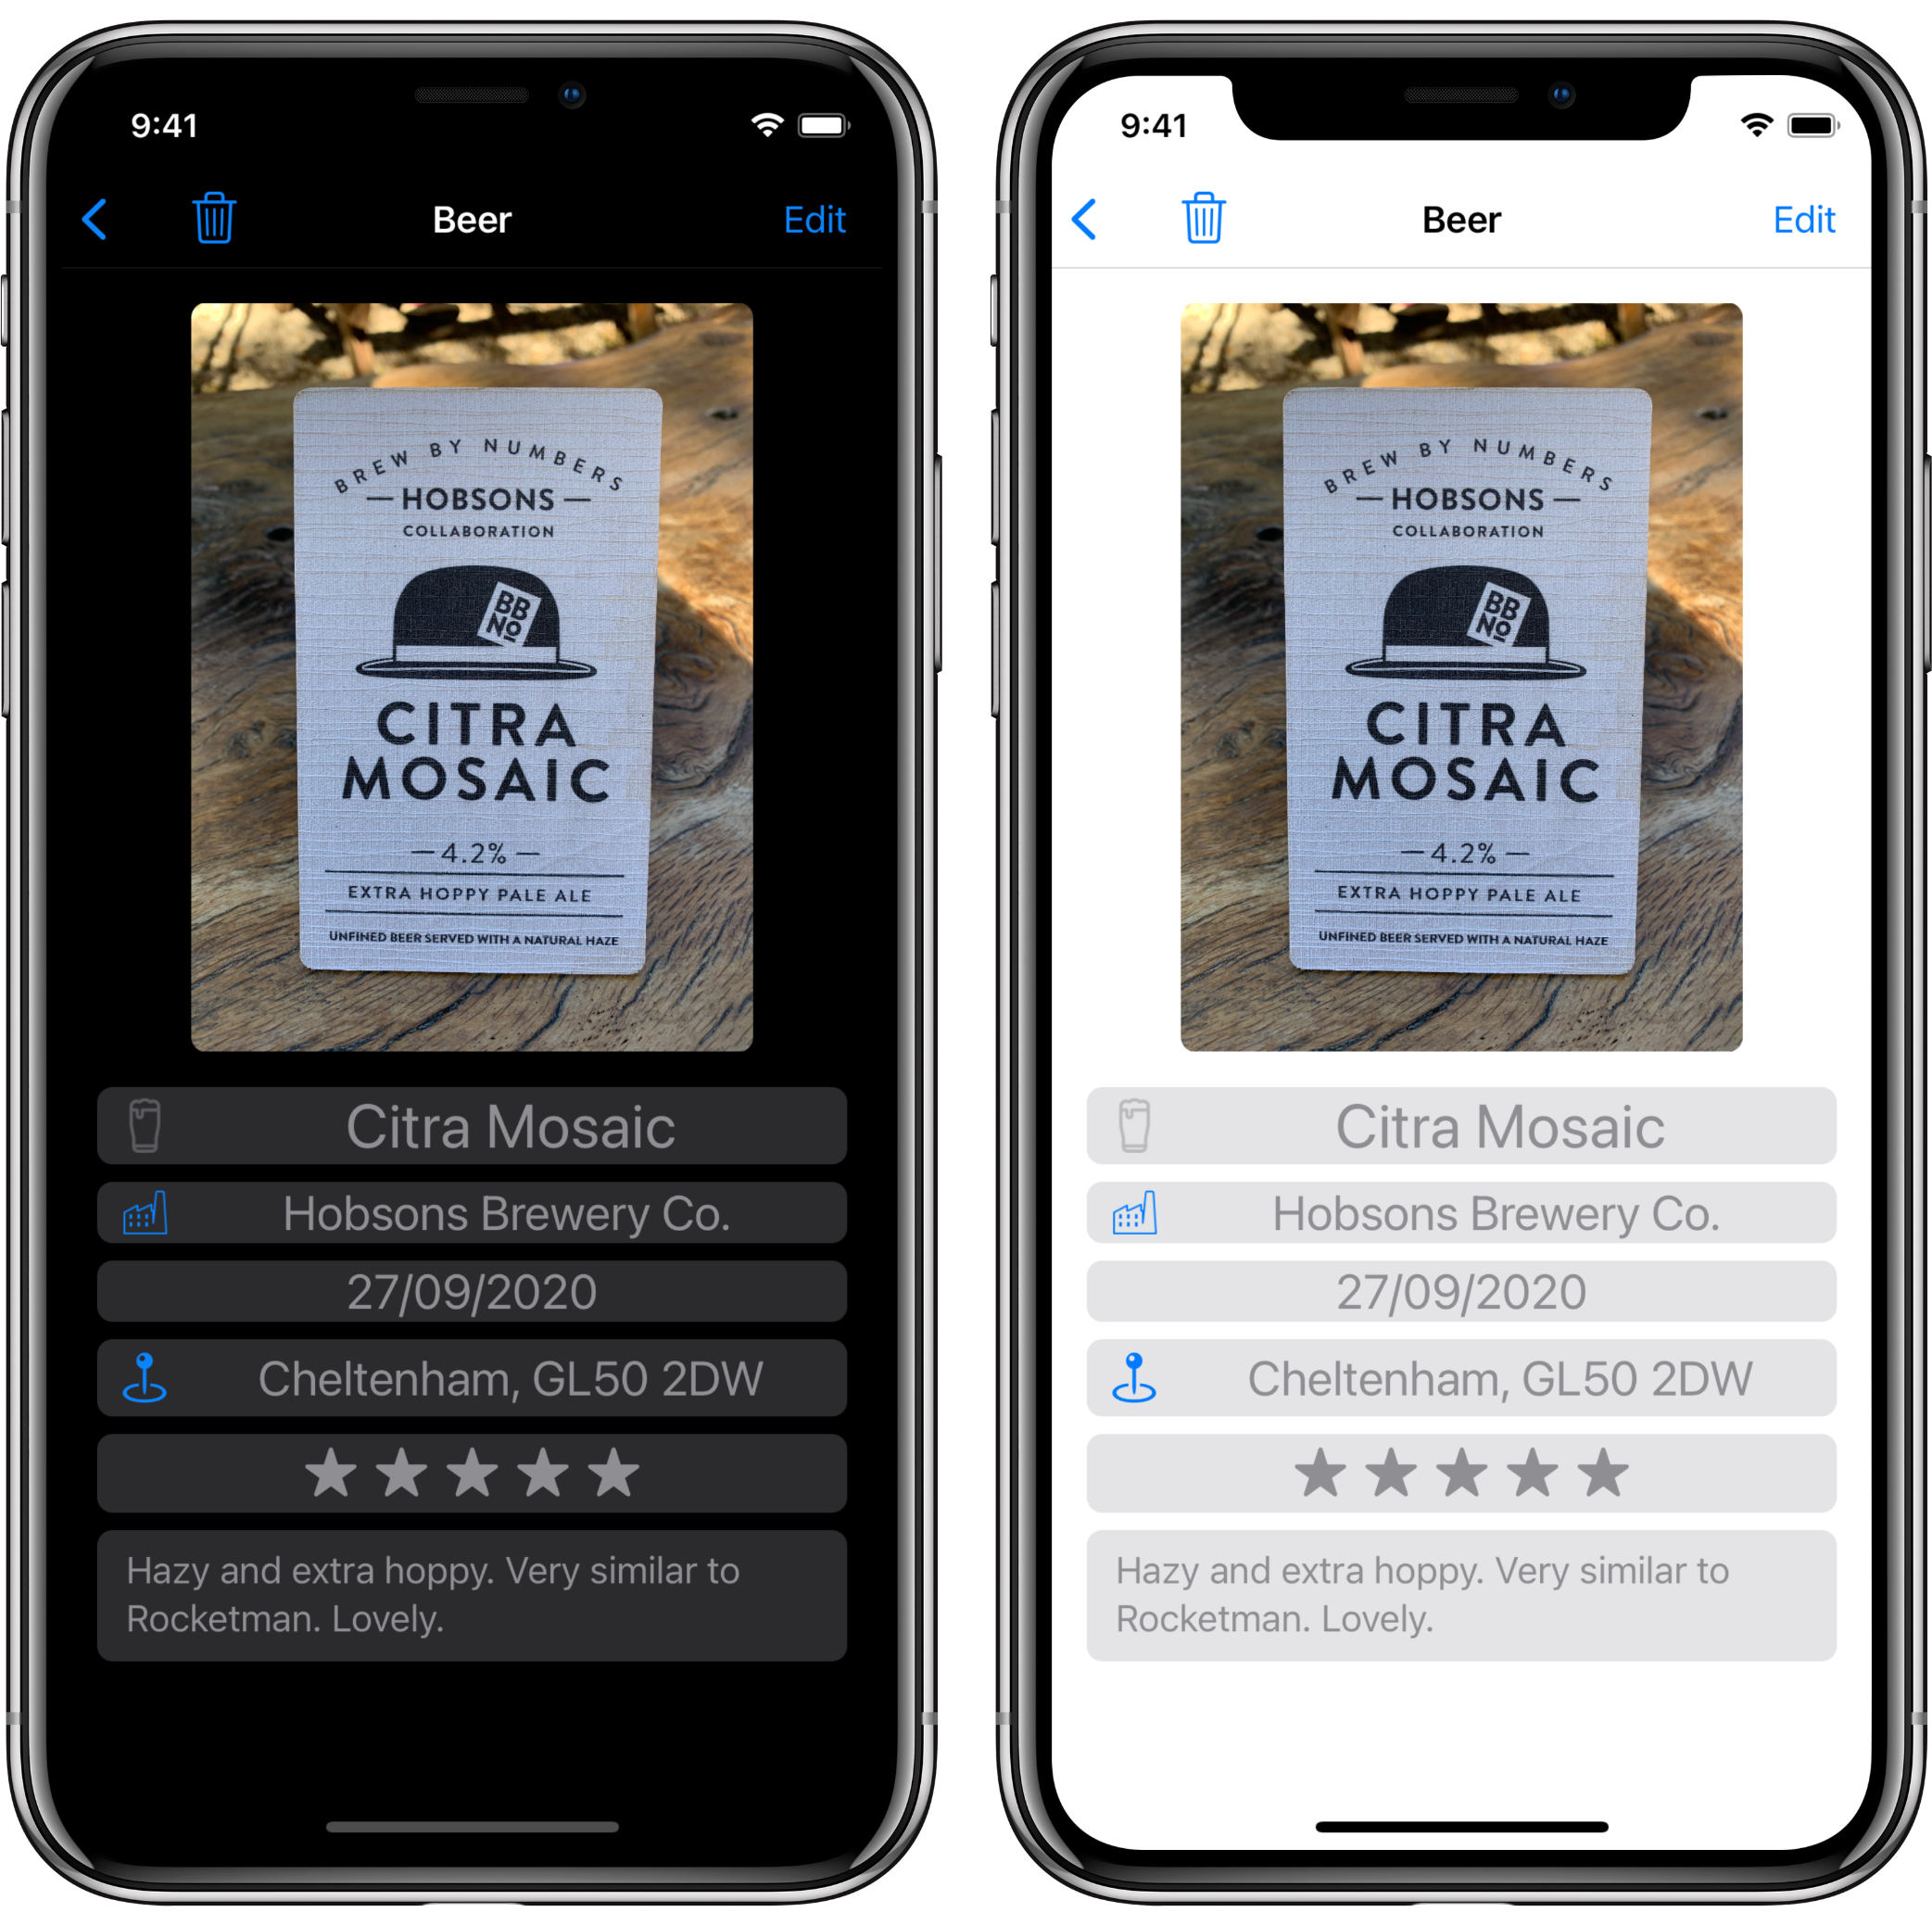 9:41
Beer
Edit
BREW BY NUMBERS
HOBSONS
COLLABORATION
BB
NO
CITRA
MOSAIC
4.2%
EXTRA HOPPY PALE ALE
UNFINED BEER SERVED WITH A NATURAL HAZE
Citra Mosaic
Hobsons Brewery Co.
27/09/2020
Cheltenham, GL50 2DW
Hazy and extra hoppy. Very similar to
Rocketman. Lovely.
9:41
Beer
Edit
BREW BY NUMBERS
HOBSONS
COLLABORATION
BB
NO
CITRA
MOSAIC
4.2%
EXTRA HOPPY PALE ALE
UNFINED BEER SERVED WITH A NATURAL HAZE
Citra Mosaic
Hobsons Brewery Co.
27/09/2020
Cheltenham, GL50 2DW
Hazy and extra hoppy. Very similar to
Rocketman. Lovely.